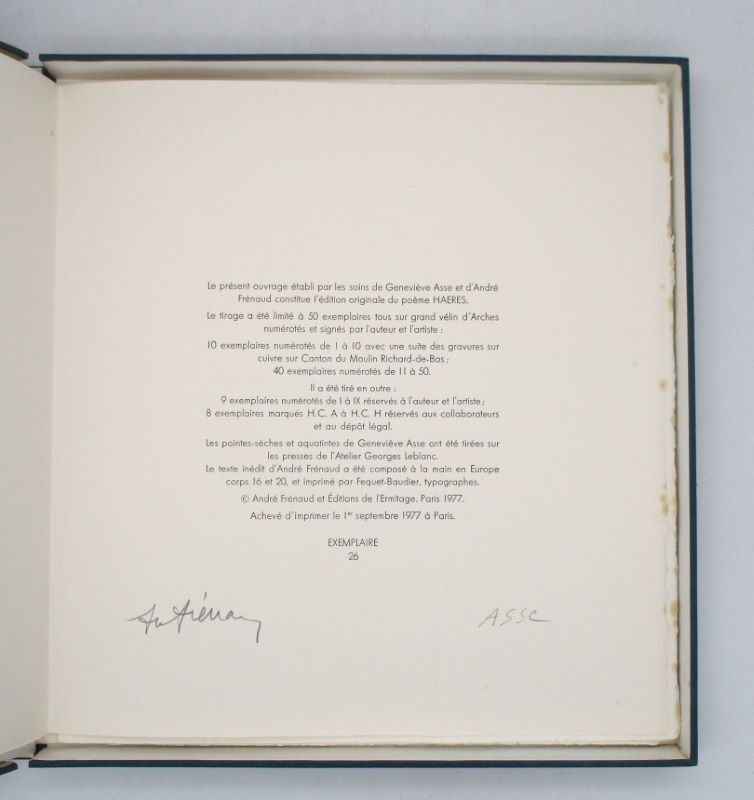 Le présent ouvrage établi par les soins de Geneviève Asse et d'André
Frénaud constitue l'édition originale du poème HAERES.
Le tirage a été limité à 50 exemplaires tous sur grand vélin d'Arches
numérotés et signés par l'auteur et l'artiste :
10 exemplaires numérotés de 1 à 10 avec une suite des gravures sur
cuivre sur Canton du Moulin Richard-de-Bas ;
40 exemplaires numérotés de 11 à 50.
Il a été tiré en outre :
9 exemplaires numérotés de I à IX réservés à l'auteur et l'artiste ;
8 exemplaires marqués H.C. A à H.C. H réservés aux collaborateurs
et au dépôt légal.
Les pointes-sèches et aquatintes de Geneviève Asse ont été tirées sur
les presses de l'Atelier Georges Leblanc.
Le texte inédit d'André Frénaud a été composé à la main en Europe
corps 16 et 20, et imprimé par Fequet-Baudier, typographes.
© André Frénaud et Éditions de l'Ermitage. Paris 1977.
Achevé d'imprimer le 1er septembre 1977 à Paris.
EXEMPLAIRE
26
ASSE